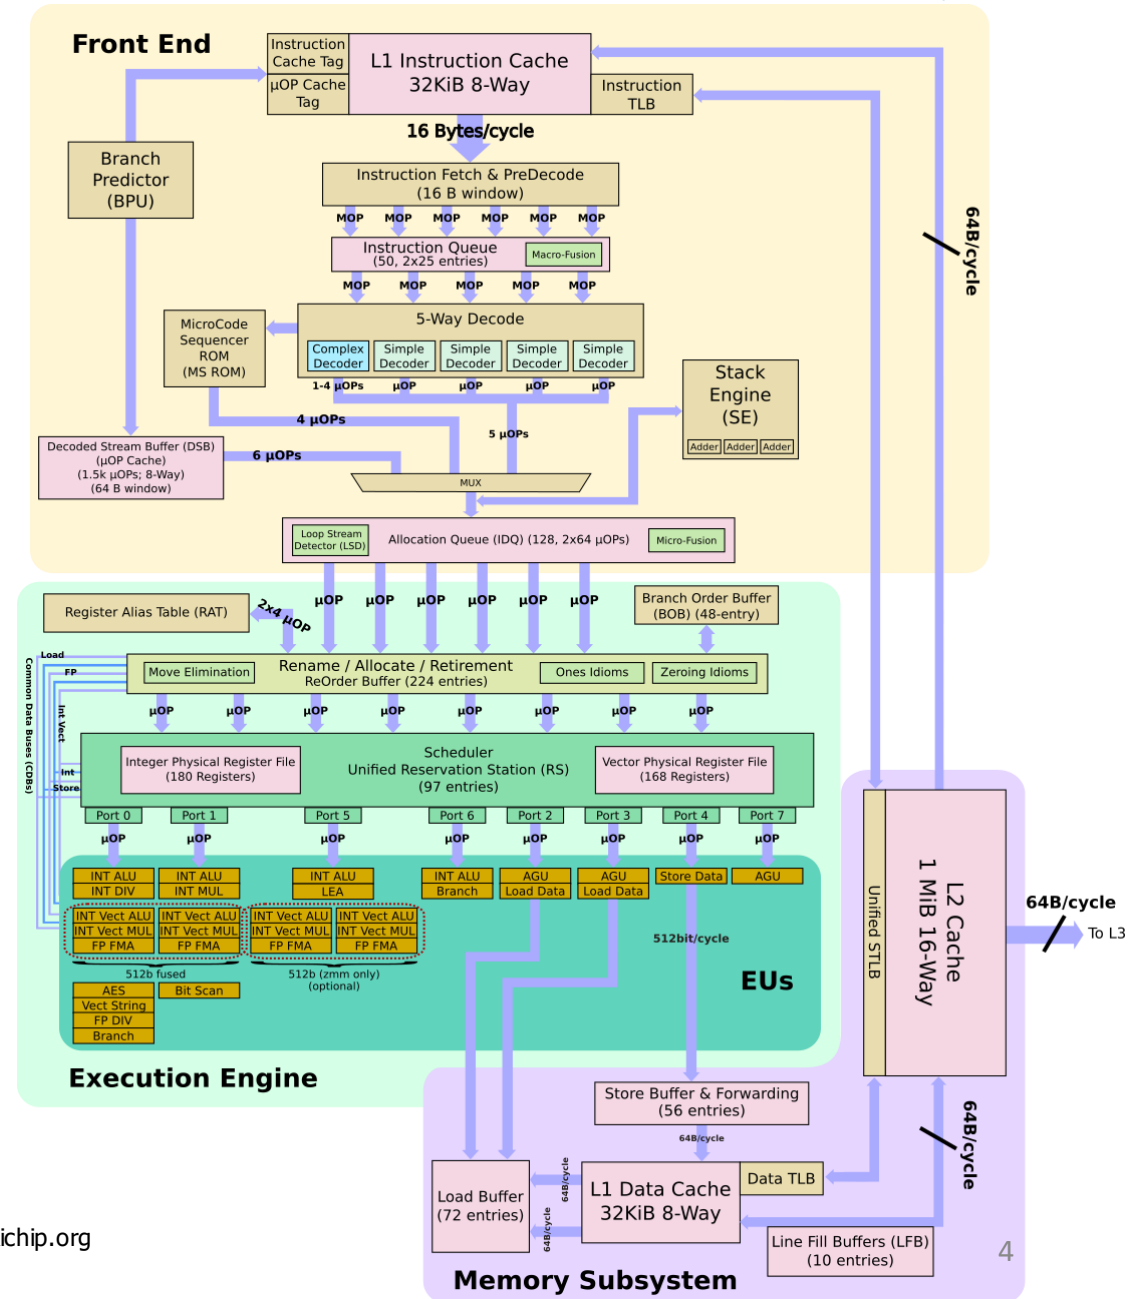 Front End
Instruction
Cache Tag
µOP Cache
Tag
L1 Instruction Cache
32KiB 8-Way
Instruction
TLB
16 Bytes/cycle
Branch
Predictor
(BPU)
Instruction Fetch & PreDecode
(16 B window)
MOP MOP MOP MOP MOP MOP
Instruction Queue
(50, 2x25 entries)
Macro-Fusion
MOP MOP MOP MOP MOP
64B/cycle
MicroCode
Sequencer
ROM
(MS ROM)
5-Way Decode
Complex
Decoder
Simple
Decoder
Simple
Decoder
Simple
Decoder
Simple
Decoder
1-4 µOPs µOP µOP µOP µOP
Stack
Engine
(SE)
Adder Adder Adder
4 µOPs
5 µOPs
Decoded Stream Buffer (DSB)
(µOP Cache)
(1.5k µOPs; 8-Way)
(64 B window)
6 µOPs
MUX
Loop Stream
Detector (LSD)
Allocation Queue (IDQ) (128, 2x64 µOPs)
Micro-Fusion
Register Alias Table (RAT)
2x4 µOP
µOP µOP µOP µOP µOP µOP
Branch Order Buffer
(BOB) (48-entry)
Common Data Buses (CDBs)
Load
FP
Int Vect
Int
Store
Move Elimination
Rename / Allocate / Retirement
ReOrder Buffer (224 entries)
Ones Idioms
Zeroing Idioms
µOP µOP µOP µOP µOP µOP µOP µOP
Integer Physical Register File
(180 Registers)
Scheduler
Unified Reservation Station (RS)
(97 entries)
Vector Physical Register File
(168 Registers)
Port 0 Port 1 Port 5 Port 6 Port 2 Port 3 Port 4 Port 7
µOP µOP µOP µOP µOP µOP µOP µOP
INT ALU
INT DIV
INT ALU
INT MUL
INT ALU
LEA
INT ALU
Branch
AGU
Load Data
AGU
Load Data
Store Data
AGU
INT Vect ALU
INT Vect MUL
FP FMA
INT Vect ALU
INT Vect MUL
FP FMA
INT Vect ALU
INT Vect MUL
FP FMA
INT Vect ALU
INT Vect MUL
FP FMA
512b fused
512b (zmm only)
(optional)
AES
Vect String
FP DIV
Branch
Bit Scan
512bit/cycle
EUs
Execution Engine
Unified STLB
L2 Cache
1 MiB 16-Way
64B/cycle
To L3
Store Buffer & Forwarding
(56 entries)
64B/cycle
64B/cycle
Load Buffer
(72 entries)
64B/cycle
64B/cycle
L1 Data Cache
32KiB 8-Way
Data TLB
Line Fill Buffers (LFB)
(10 entries)
Memory Subsystem
ichip.org
4